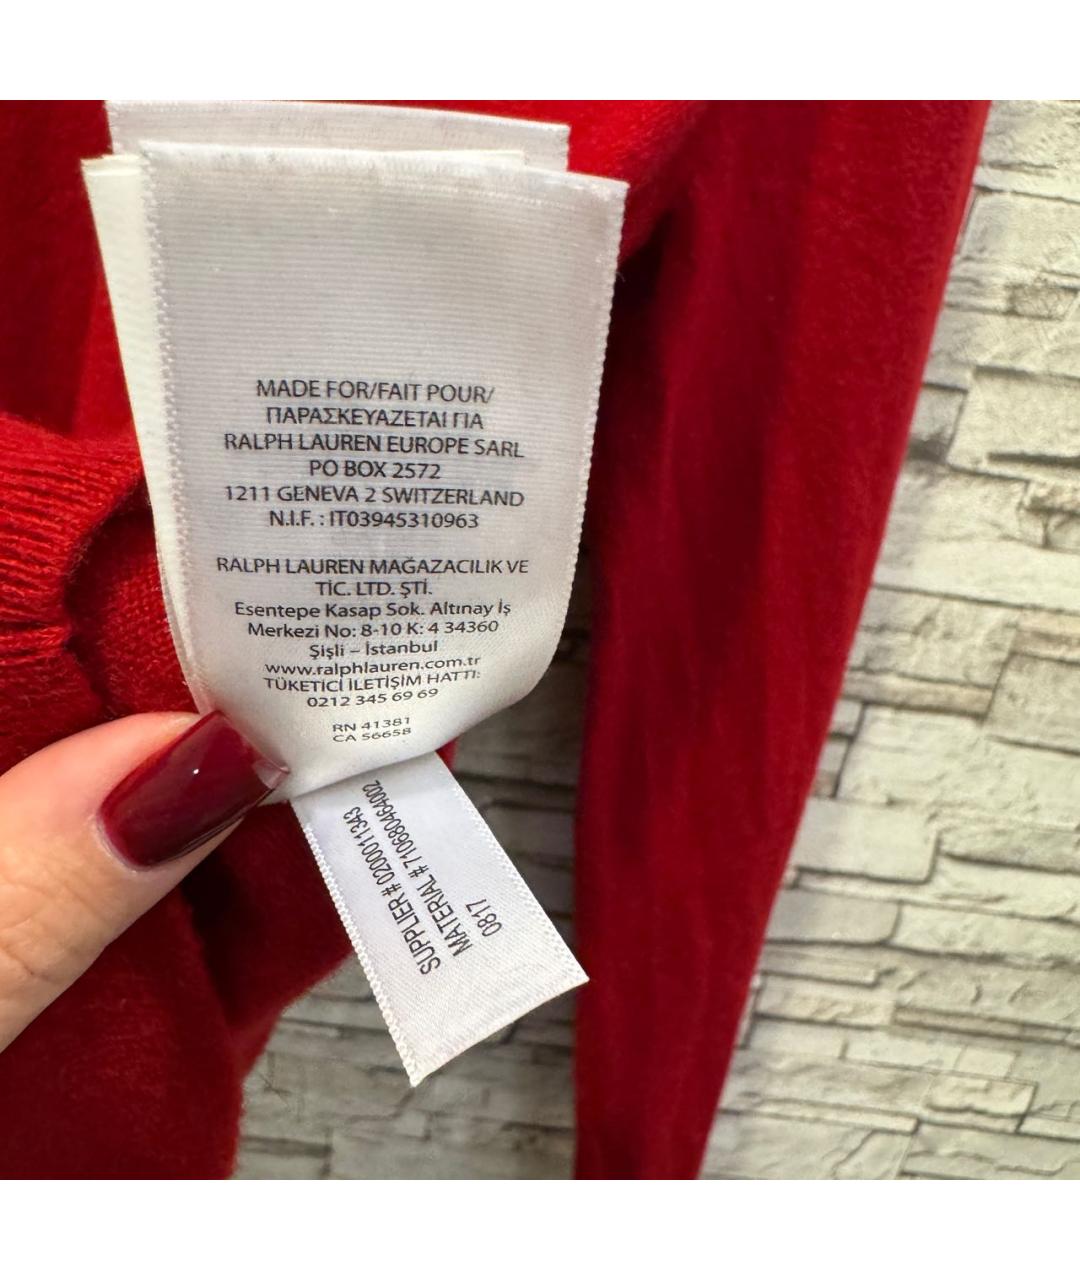 MADE FOR/FAIT POUR/
ΠΑΡΑΣΚΕΥΑΖΕΤΑΙ ΓΙΑ
RALPH LAUREN EUROPE SARL
PO BOX 2572
1211 GENEVA 2 SWITZERLAND
N.I.F. : IT03945310963
RALPH LAUREN MAĞAZACILIK VE
TİC. LTD. ŞTİ.
Esentepe Kasap Sok. Altınay İş
Merkezi No: 8-10 K: 4 34360
Şişli – İstanbul
www.ralphlauren.com.tr
TÜKETİCİ İLETİŞİM HATTI:
0212 345 69 69
RN 41381
CA 56658
SUPPLIER# 0200011343
MATERIAL #710680464002
0817